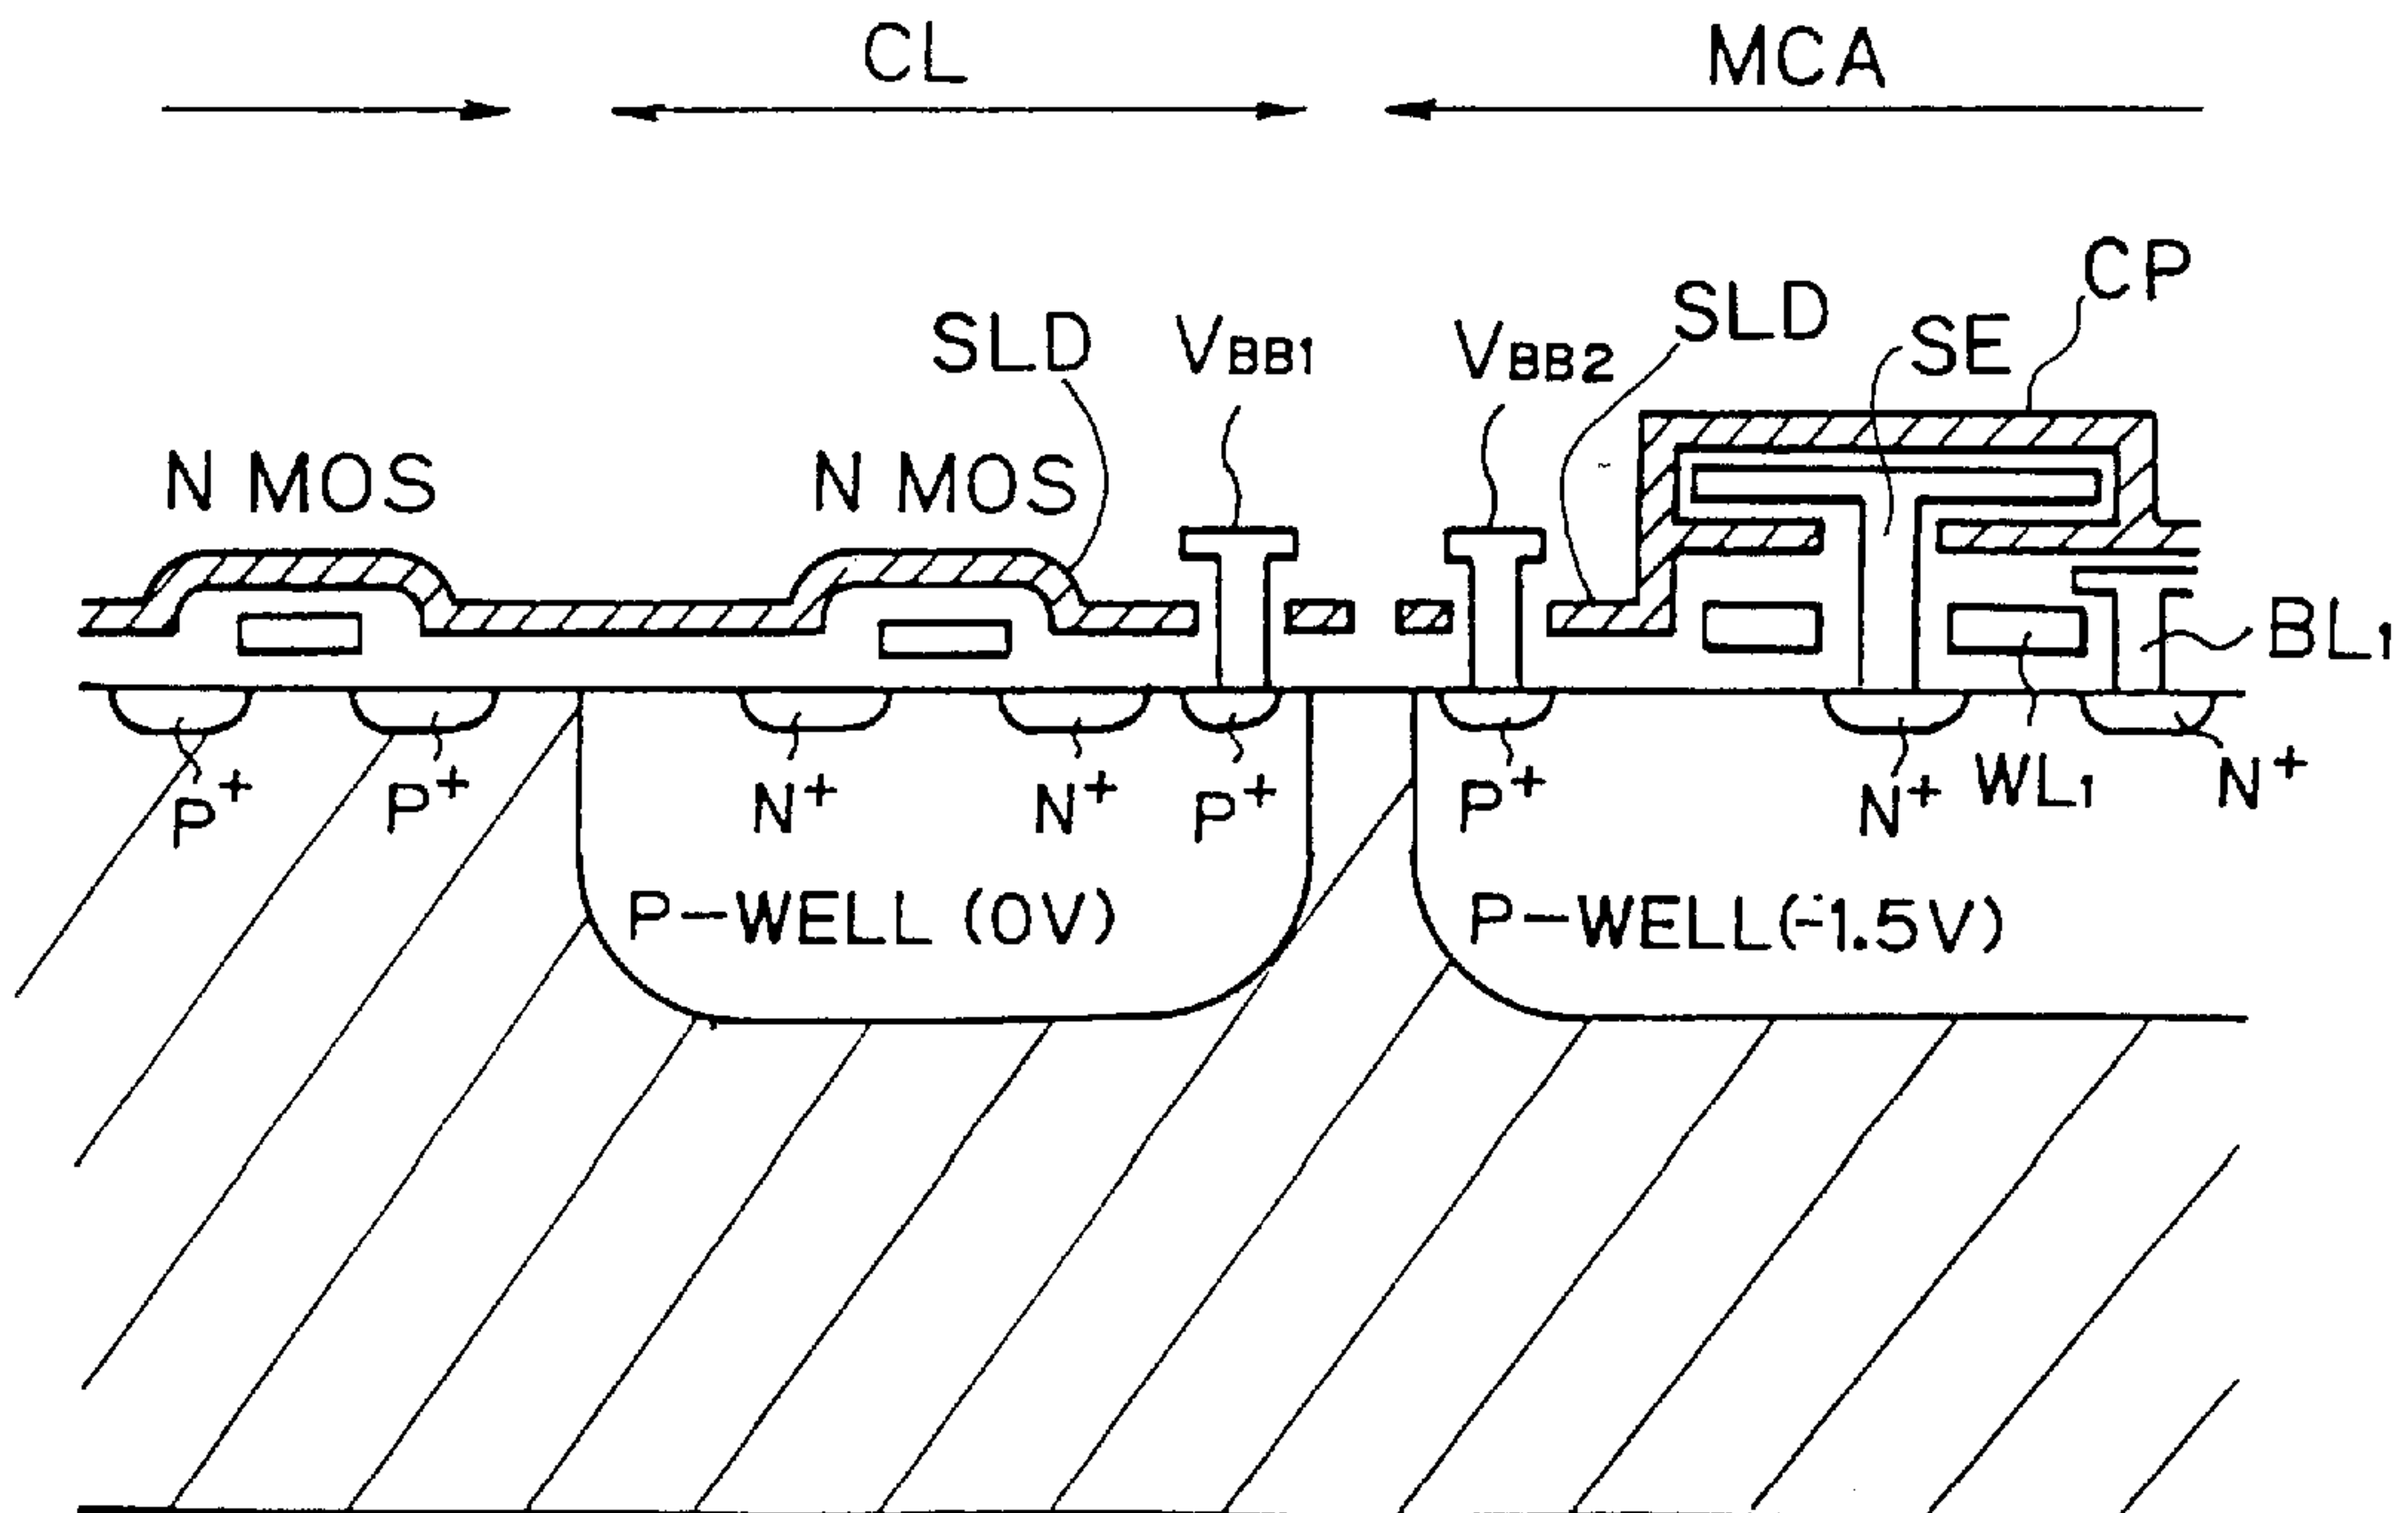 CL
MCA
CP
SLD
SLD
VBB1
VBB2
SE
N MOS
N MOS
BL1
P+
P+
N+
N+
P+
P+
N+
WL1
N+
P-WELL (0V)
P-WELL(-1.5V)